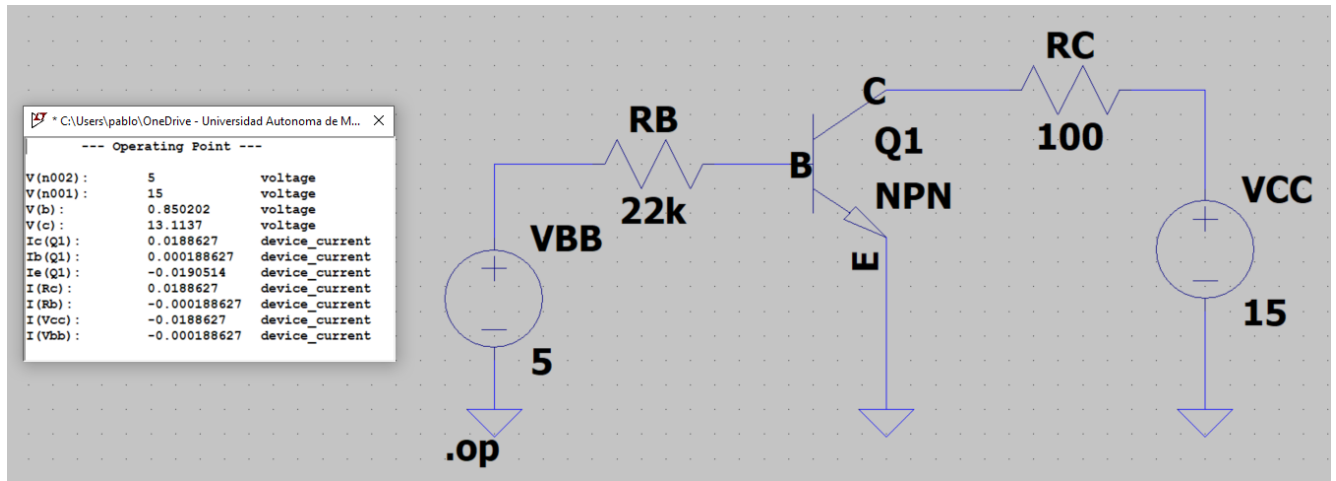 * C:\Users\pablo\OneDrive - Universidad Autonoma de M...
--- Operating Point ---
V(n002): 5 voltage
V(n001): 15 voltage
V(b): 0.850202 voltage
V(c): 13.1137 voltage
Ic(Q1): 0.0188627 device_current
Ib(Q1): 0.000188627 device_current
Ie(Q1): -0.0190514 device_current
I(Rc): 0.0188627 device_current
I(Rb): -0.000188627 device_current
I(Vcc): -0.0188627 device_current
I(Vbb): -0.000188627 device_current
RB
22k
VBB
5
.op
B
C
Q1
NPN
E
RC
100
VCC
15